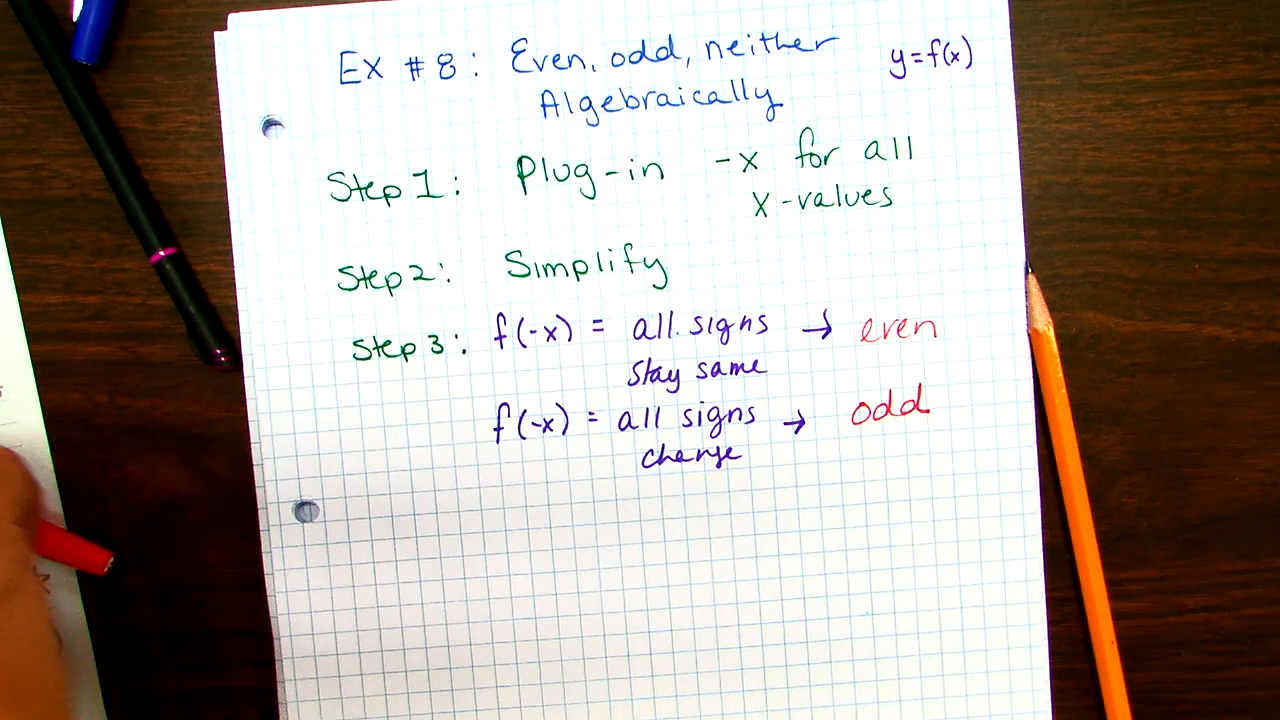 Ex # 8: Even, odd, neither y=f(x)
Algebraically
Step 1: Plug-in -x for all
x-values
Step 2: Simplify
Step 3: f(-x) = all signs → even
stay same
f(-x) = all signs → odd
change